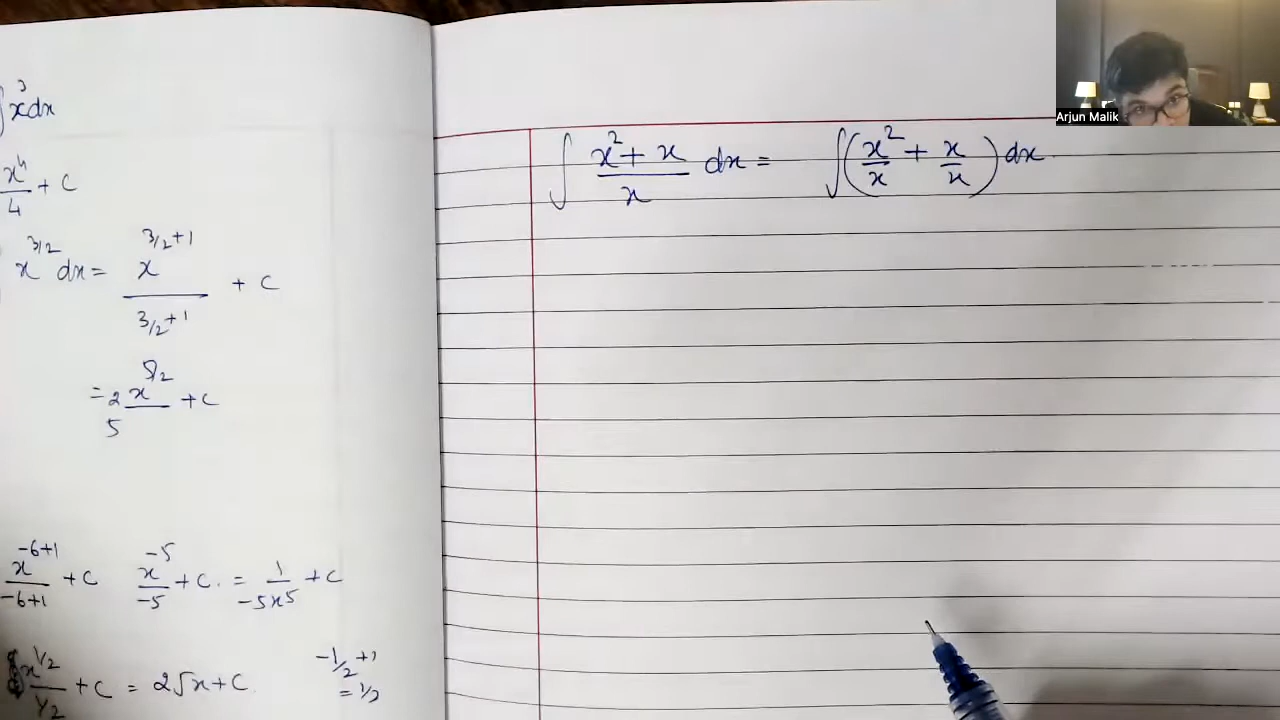 ∫x³dx
x⁴/4 + C
x^(3/2) dx = x^(3/2+1)/(3/2+1) + C
= 2x^(5/2)/5 + C
x^(-6+1)/(-6+1) + C x^(-5)/(-5) + C. = 1/(-5x⁵) + C
x^(1/2)/(1/2) + C = 2√x + C.
-1/2 + 1
= 1/2
∫ (x² + x)/x dx = ∫(x²/x + x/x) dx
Arjun Malik